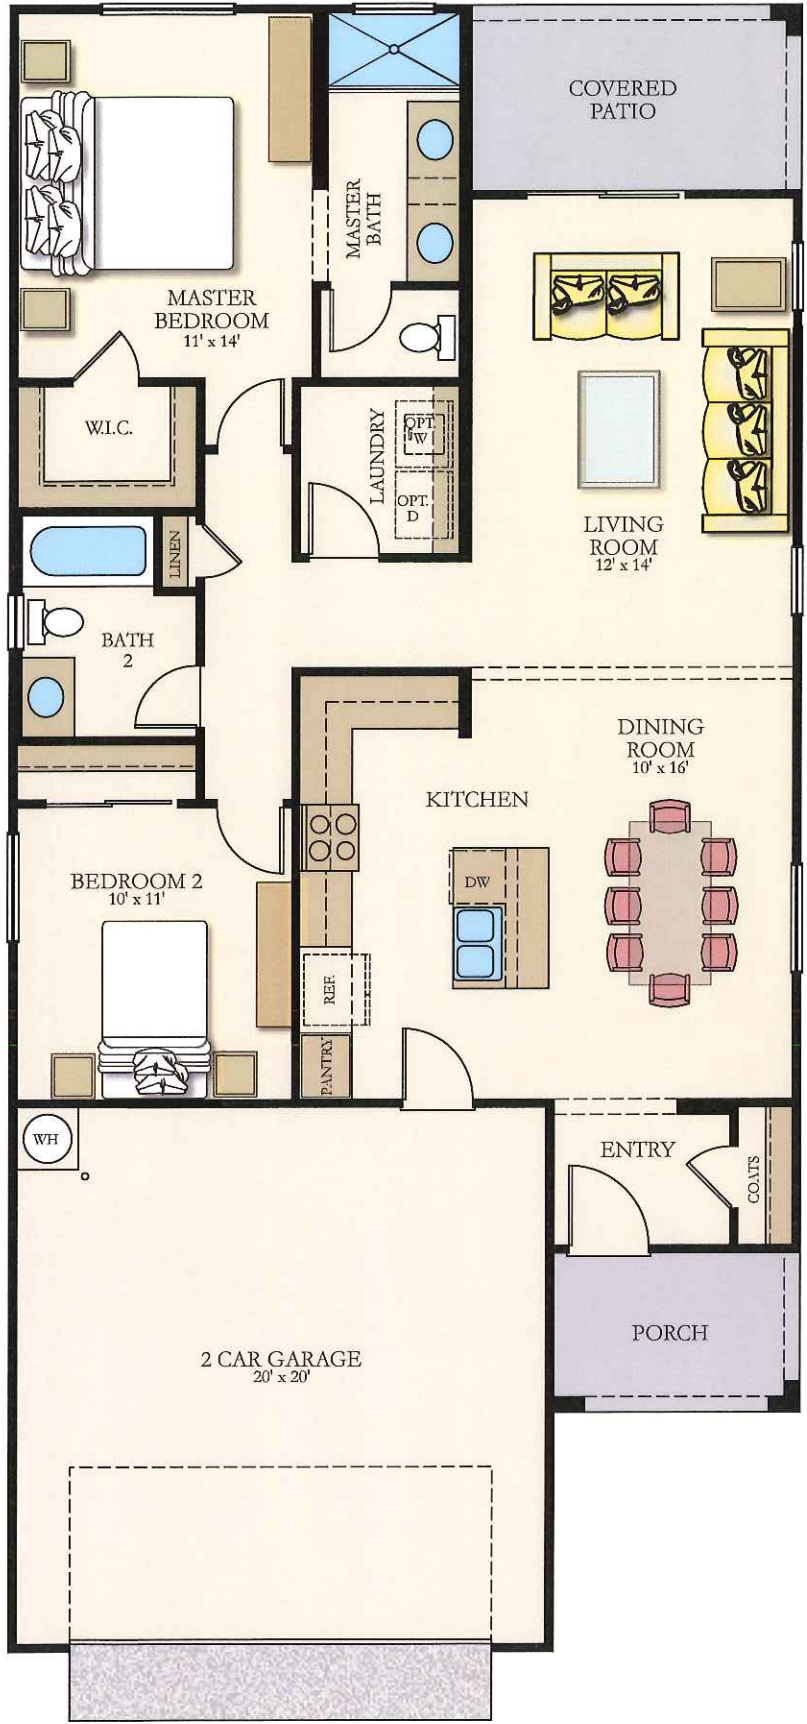 COVERED
PATIO
MASTER
BATH
MASTER
BEDROOM
11' x 14'
W.I.C.
LAUNDRY
OPT.
W
OPT.
D
LIVING
ROOM
12' x 14'
LINEN
BATH
2
DINING
ROOM
10' x 16'
KITCHEN
BEDROOM 2
10' x 11'
DW
REF.
PANTRY
WH
ENTRY
COATS
PORCH
2 CAR GARAGE
20' x 20'